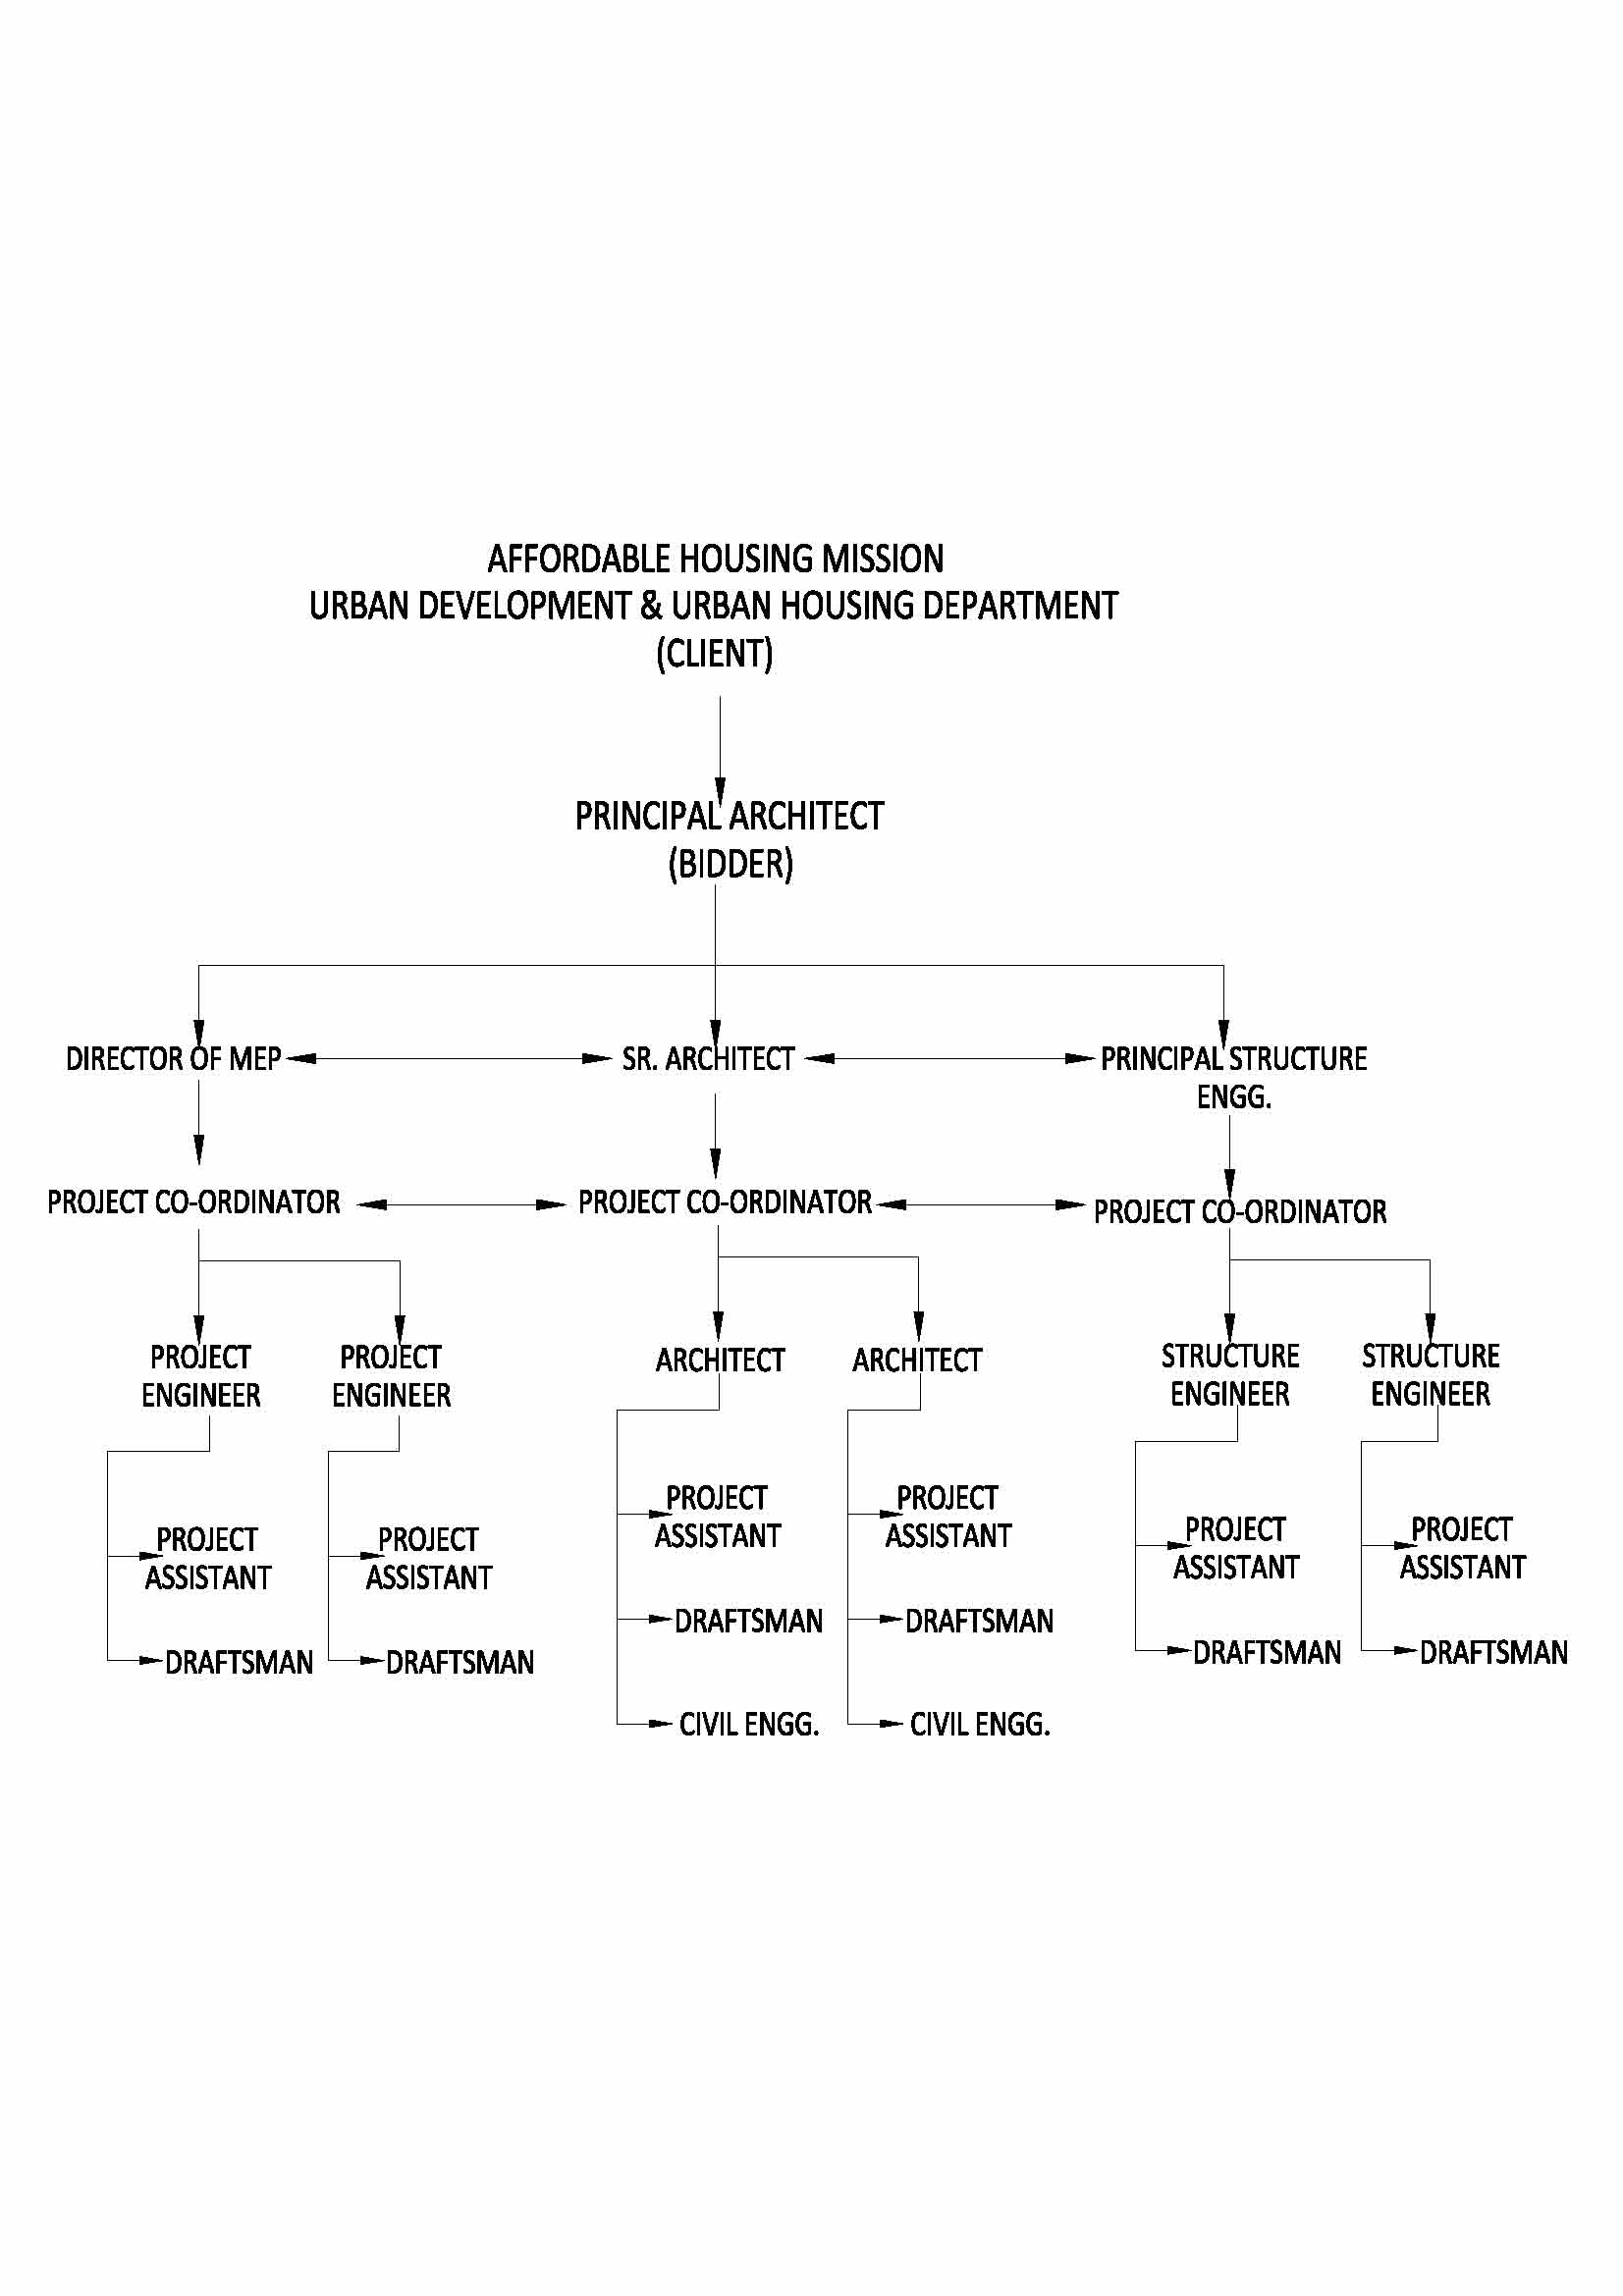 AFFORDABLE HOUSING MISSION
URBAN DEVELOPMENT & URBAN HOUSING DEPARTMENT
(CLIENT)
PRINCIPAL ARCHITECT
(BIDDER)
DIRECTOR OF MEP
SR. ARCHITECT
PRINCIPAL STRUCTURE
ENGG.
PROJECT CO-ORDINATOR
PROJECT CO-ORDINATOR
PROJECT CO-ORDINATOR
PROJECT
ENGINEER
PROJECT
ENGINEER
ARCHITECT
ARCHITECT
STRUCTURE
ENGINEER
STRUCTURE
ENGINEER
PROJECT
ASSISTANT
DRAFTSMAN
PROJECT
ASSISTANT
DRAFTSMAN
PROJECT
ASSISTANT
DRAFTSMAN
CIVIL ENGG.
PROJECT
ASSISTANT
DRAFTSMAN
CIVIL ENGG.
PROJECT
ASSISTANT
DRAFTSMAN
PROJECT
ASSISTANT
DRAFTSMAN